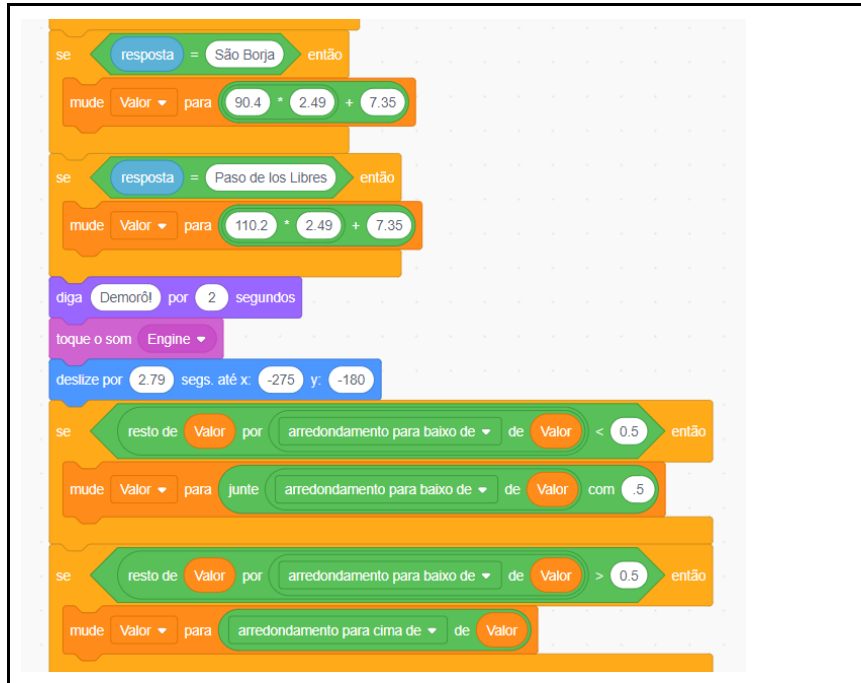 se resposta = São Borja então
mude Valor para 90.4 * 2.49 + 7.35
se resposta = Paso de los Libres então
mude Valor para 110.2 * 2.49 + 7.35
diga Demorô! por 2 segundos
toque o som Engine
deslize por 2.79 segs. até x: -275 y: -180
se resto de Valor por arredondamento para baixo de de Valor < 0.5 então
mude Valor para junte arredondamento para baixo de de Valor com .5
se resto de Valor por arredondamento para baixo de de Valor > 0.5 então
mude Valor para arredondamento para cima de de Valor